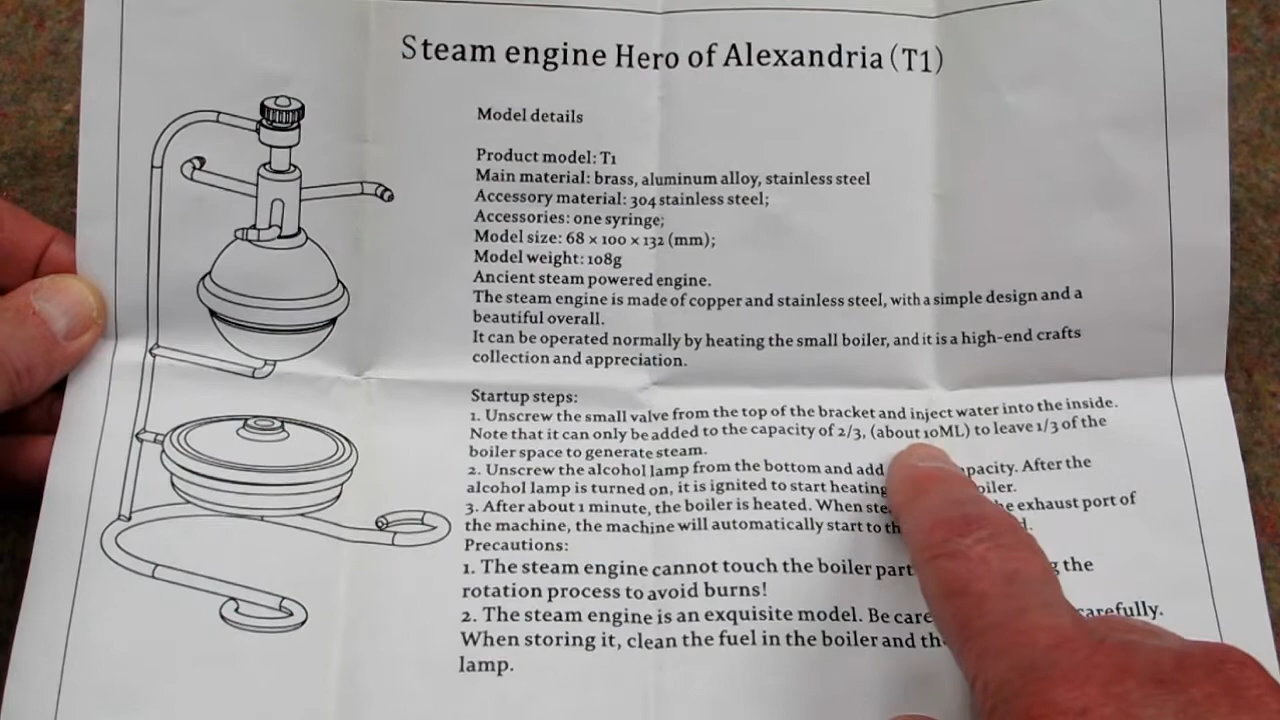 Steam engine Hero of Alexandria (T1)
Model details
Product model: T1
Main material: brass, aluminum alloy, stainless steel
Accessory material: 304 stainless steel;
Accessories: one syringe;
Model size: 68 × 100 × 132 (mm);
Model weight: 108g
Ancient steam powered engine.
The steam engine is made of copper and stainless steel, with a simple design and a
beautiful overall.
It can be operated normally by heating the small boiler, and it is a high-end crafts
collection and appreciation.
Startup steps:
1. Unscrew the small valve from the top of the bracket and inject water into the inside.
Note that it can only be added to the capacity of 2/3, (about 10ML) to leave 1/3 of the
boiler space to generate steam.
2. Unscrew the alcohol lamp from the bottom and add After the
alcohol lamp is turned on, it is ignited to start heating
3. After about 1 minute, the boiler is heated. When exhaust port of
the machine, the machine will automatically start to
Precautions:
1. The steam engine cannot touch the boiler part the
rotation process to avoid burns!
2. The steam engine is an exquisite model. Be carefully.
When storing it, clean the fuel in the boiler and
lamp.